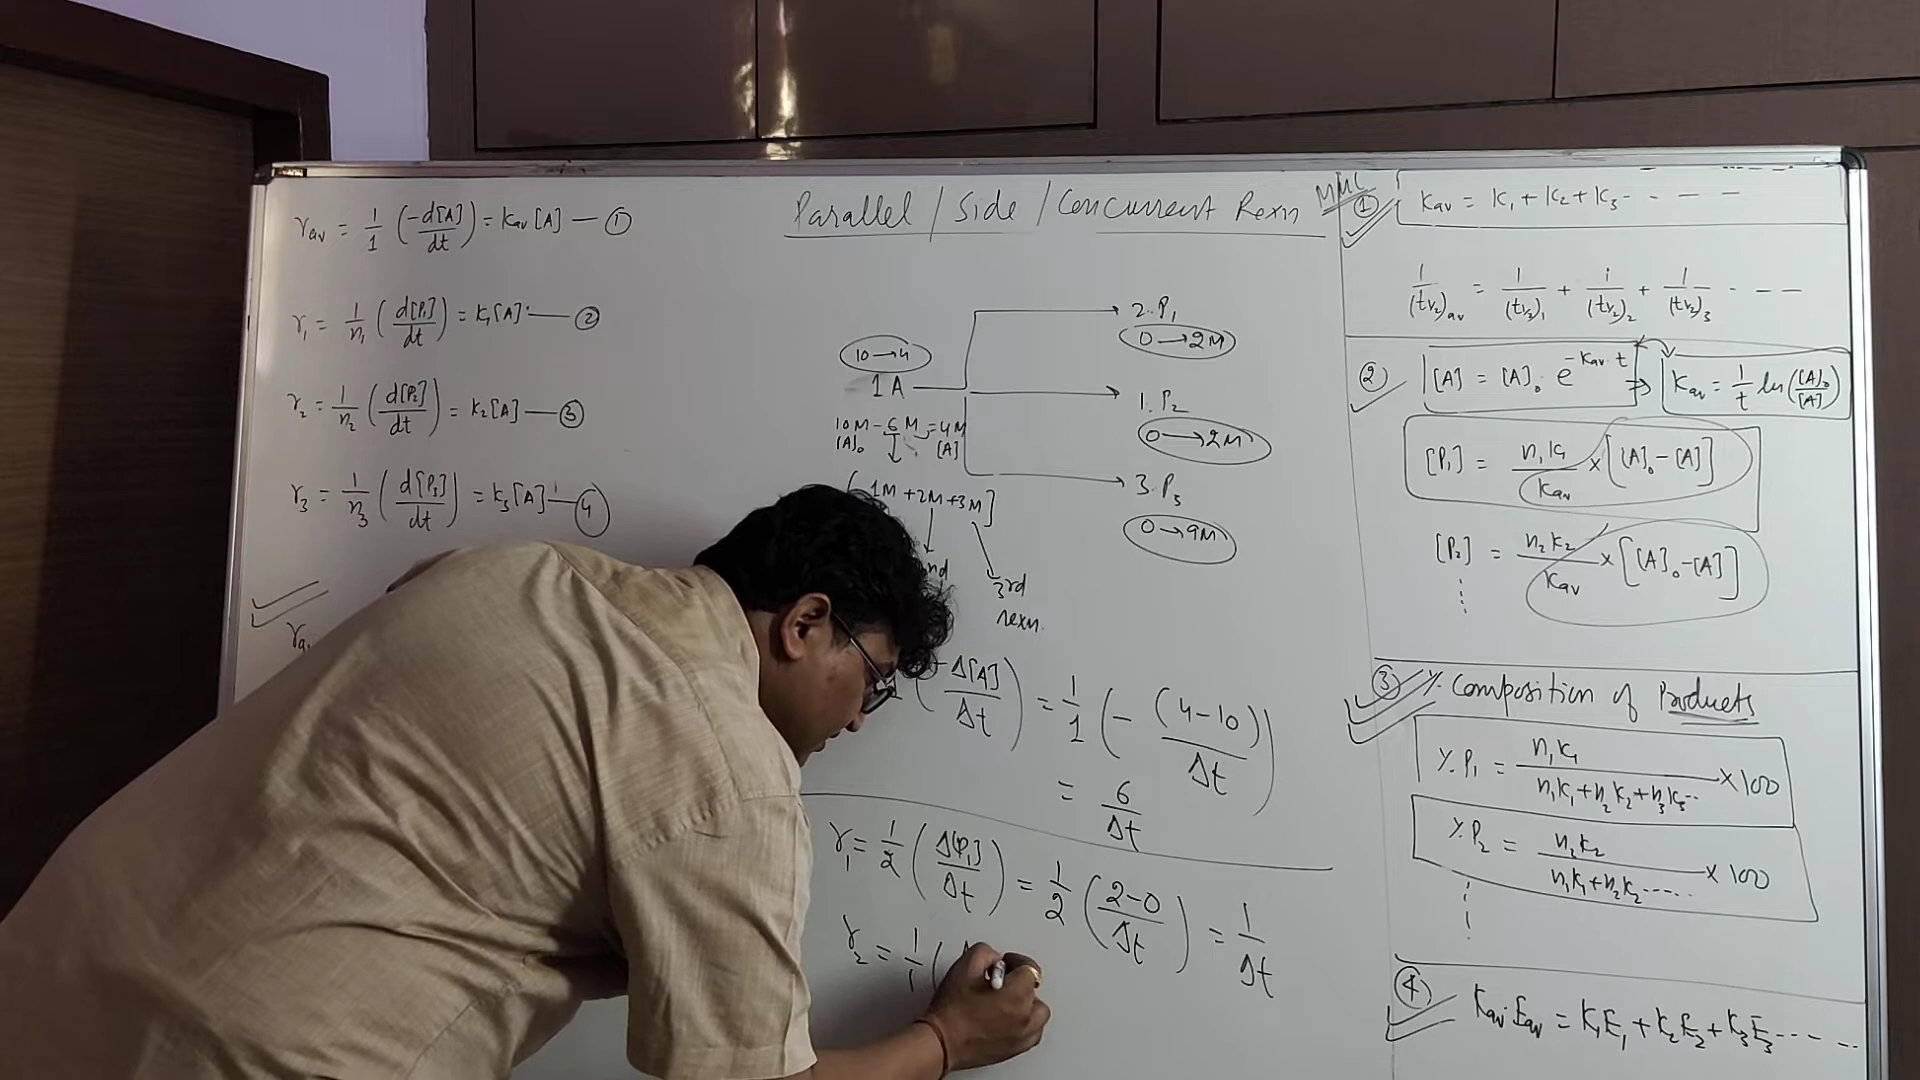 Parallel / Side / Concurrent Rexn
r_av = 1/1 (-d[A]/dt) = K_av [A] — ①
r_1 = 1/n_1 (d[P_1]/dt) = K_1[A] — ②
r_2 = 1/n_2 (d[P_2]/dt) = K_2[A] — ③
r_3 = 1/n_3 (d[P_3]/dt) = K_3[A] — ④
10→4
1 A
2.P_1
0→2M
1.P_2
0→2M
3.P_3
0→9M
10M - 6M = 4M
[A]_0 [A]
1M + 2M + 3M]
3rd
rexn.
(-Δ[A]/Δt) = 1/1 (- (4-10)/Δt)
= 6/Δt
r_1 = 1/2 (Δ[P_1]/Δt) = 1/2 (2-0/Δt) = 1/Δt
r_2 = 1/1 (
① K_av = K_1 + K_2 + K_3 - - - -
1/(t_1/2)_av = 1/(t_1/2)_1 + 1/(t_1/2)_2 + 1/(t_1/2)_3 - - - -
② [A] = [A]_0 e^(-K_av.t) ⇒ K_av = 1/t ln([A]_0/[A])
[P_1] = n_1K_1/K_av × [[A]_0 - [A]]
[P_2] = n_2K_2/K_av × [[A]_0 - [A]]
③ % Composition of Products
%P_1 = n_1K_1/(n_1K_1 + n_2K_2 + n_3K_3--) × 100
%P_2 = n_2K_2/(n_1K_1 + n_2K_2 -----) × 100
④ K_av.E_av = K_1E_1 + K_2E_2 + K_3E_3 - - - - -